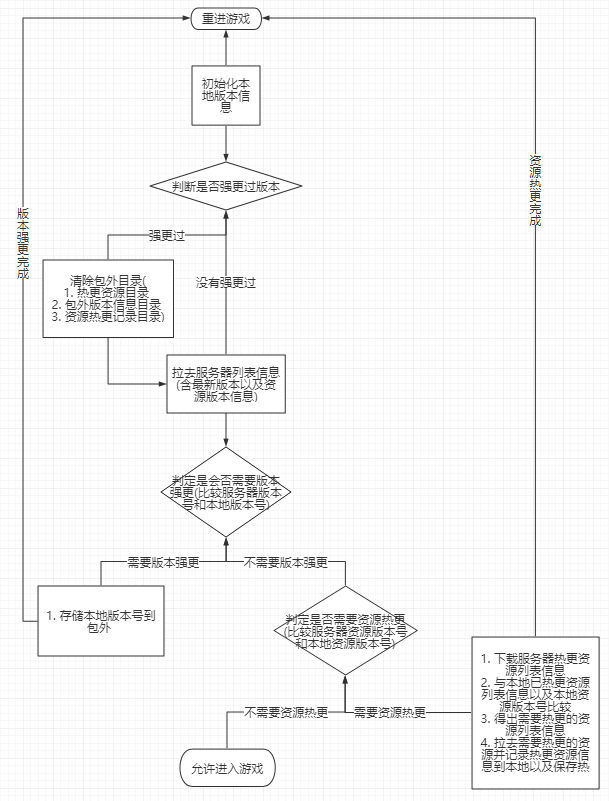 重进游戏
初始化本
地版本信
息
判断是否强更过版本
强更过
没有强更过
清除包外目录(
1. 热更资源目录
2. 包外版本信息目录
3. 资源热更记录目录)
拉去服务器列表信息
(含最新版本以及资
源版本信息)
判定是会否需要版本
强更(比较服务器版本
号和本地版本号)
需要版本强更
不需要版本强更
1. 存储本地版本号到
包外
版本强更完成
判定是否需要资源热更
(比较服务器资源版本号
和本地资源版本号)
不需要资源热更
需要资源热更
允许进入游戏
1. 下载服务器热更资
源列表信息
2. 与本地已热更资源
列表信息以及本地资
源版本号比较
3. 得出需要热更的资
源列表信息
4. 拉去需要热更的资
源并记录热更资源信
息到本地以及保存热
资源热更完成